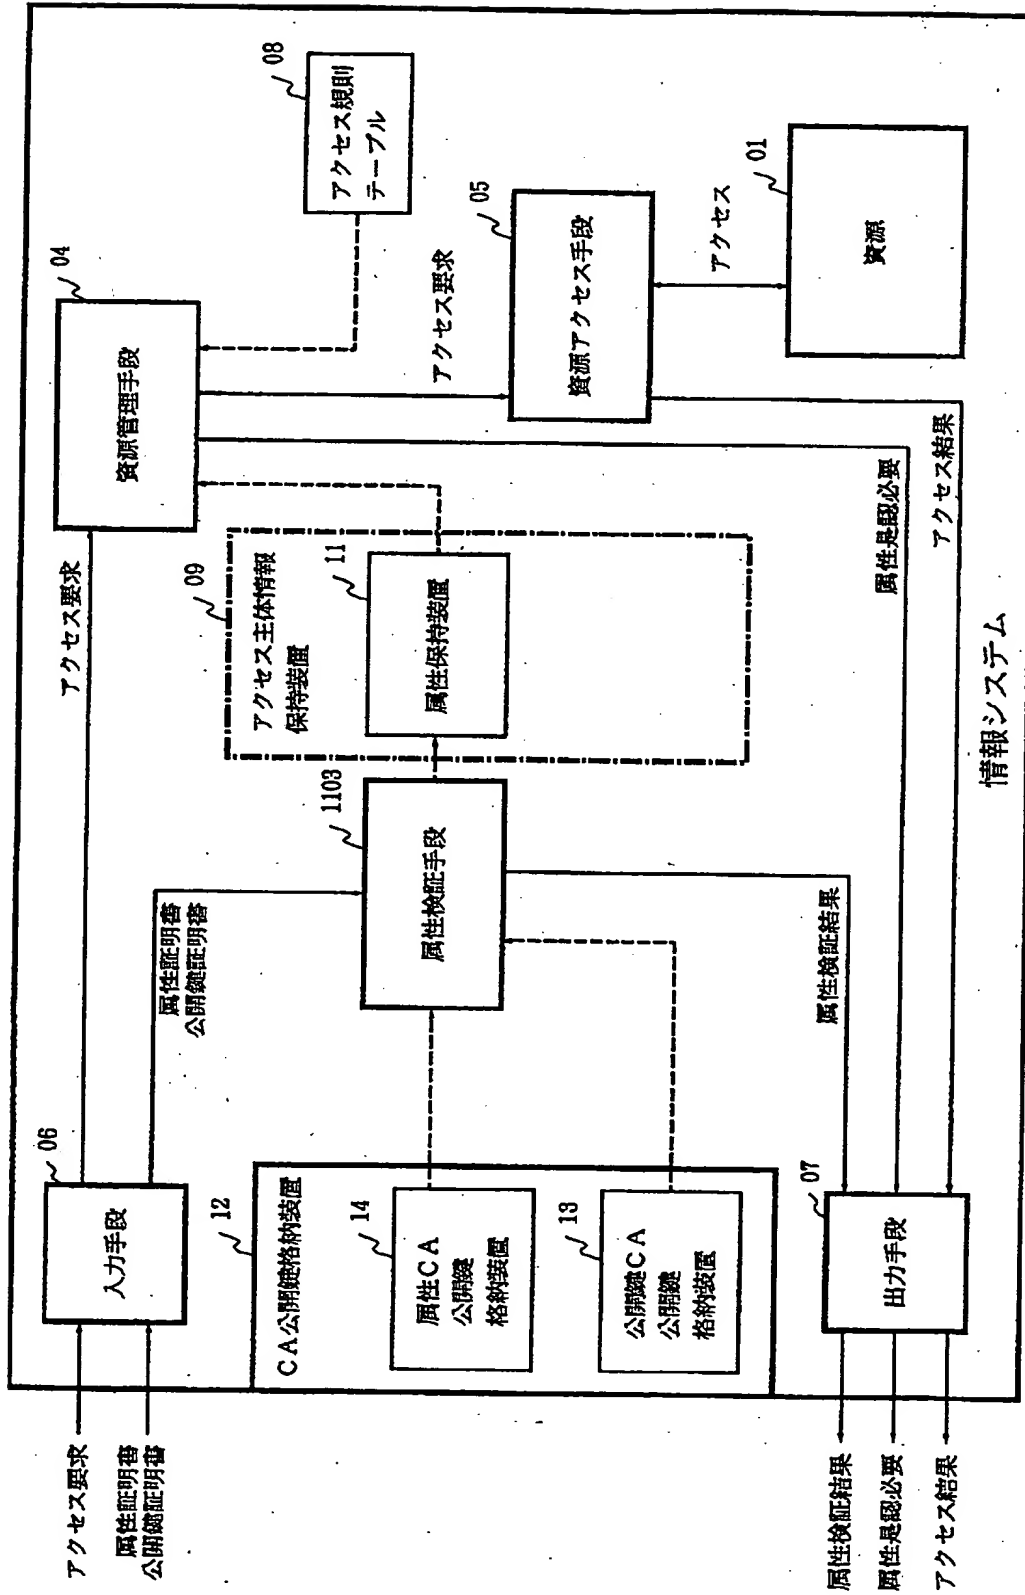 アクセス要求
属性証明書
公開鍵証明書
06
入力手段
アクセス要求
属性証明書
公開鍵証明書
04
資源管理手段
08
アクセス規則
テーブル
09
アクセス主体情報
保持装置
アクセス要求
12
CA公開鍵格納装置
14
属性CA
公開鍵
格納装置
13
公開鍵CA
公開鍵
格納装置
1103
属性検証手段
11
属性保持装置
05
資源アクセス手段
アクセス
01
資源
属性検証結果
属性是認必要
アクセス結果
07
出力手段
属性検証結果
属性是認必要
アクセス結果
情報システム